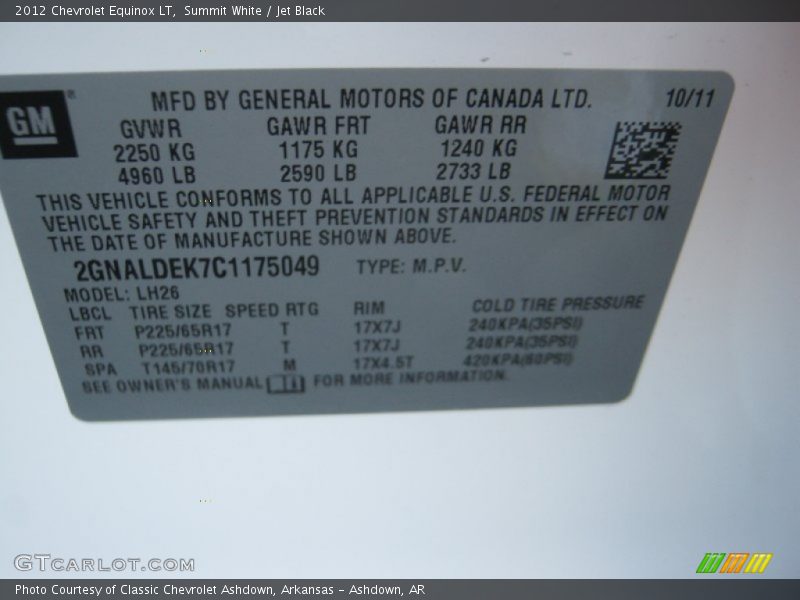 2012 Chevrolet Equinox LT,  Summit White / Jet Black
GM ®
MFD BY GENERAL MOTORS OF CANADA LTD. 10/11
GVWR GAWR FRT GAWR RR
2250 KG 1175 KG 1240 KG
4960 LB 2590 LB 2733 LB
THIS VEHICLE CONFORMS TO ALL APPLICABLE U.S. FEDERAL MOTOR
VEHICLE SAFETY AND THEFT PREVENTION STANDARDS IN EFFECT ON
THE DATE OF MANUFACTURE SHOWN ABOVE.
2GNALDEK7C1175049 TYPE: M.P.V.
MODEL: LH26
LBCL TIRE SIZE SPEED RTG RIM COLD TIRE PRESSURE
FRT P225/65R17 T 17X7J 240KPA(35PSI)
RR P225/65R17 T 17X7J 240KPA(35PSI)
SPA T145/70R17 M 17X4.5T 420KPA(60PSI)
SEE OWNER'S MANUAL FOR MORE INFORMATION.
GTCARLOT.COM
Photo Courtesy of Classic Chevrolet Ashdown, Arkansas - Ashdown, AR